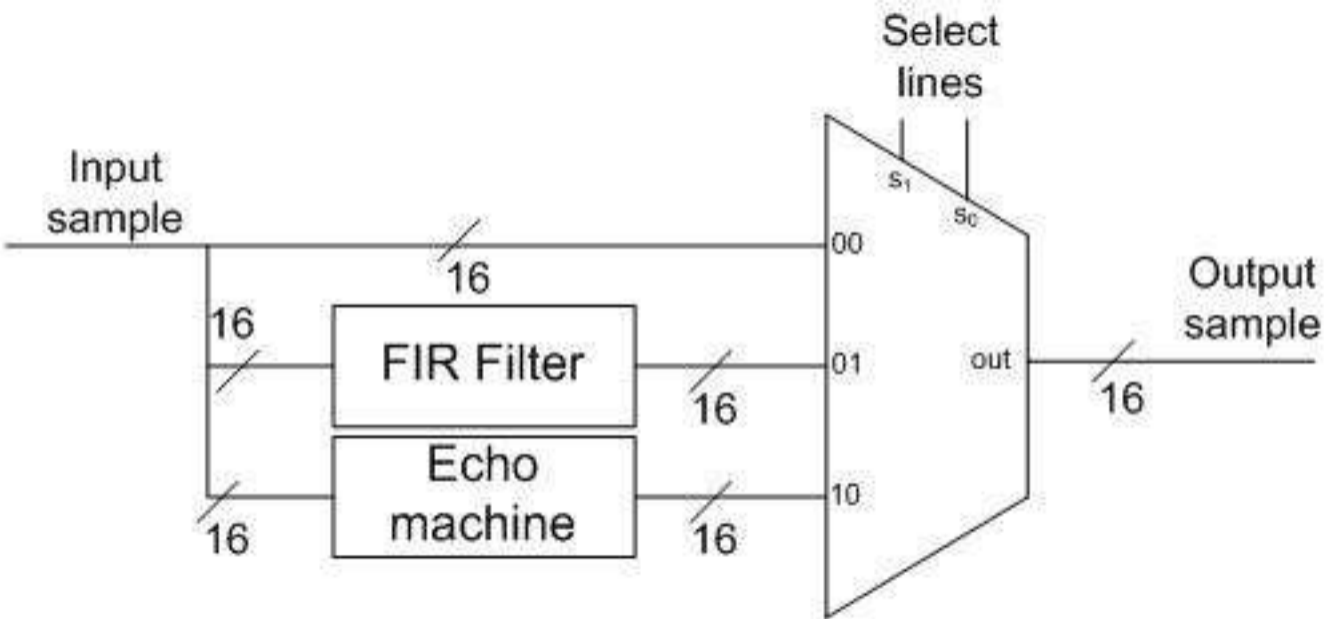 Select
lines
Input
sample
s1
s0
00
16
Output
sample
16
FIR Filter
01
out
16
16
Echo
machine
10
16
16